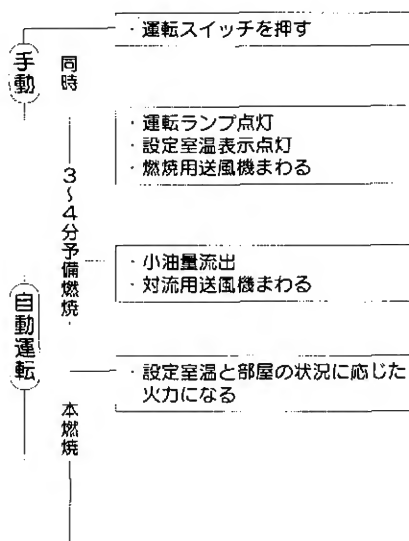 ・運転スイッチを押す
手動
同時
・運転ランプ点灯
・設定室温表示点灯
・燃焼用送風機まわる
3〜4分予備燃焼
・小油量流出
・対流用送風機まわる
自動運転
・設定室温と部屋の状況に応じた
火力になる
本燃焼